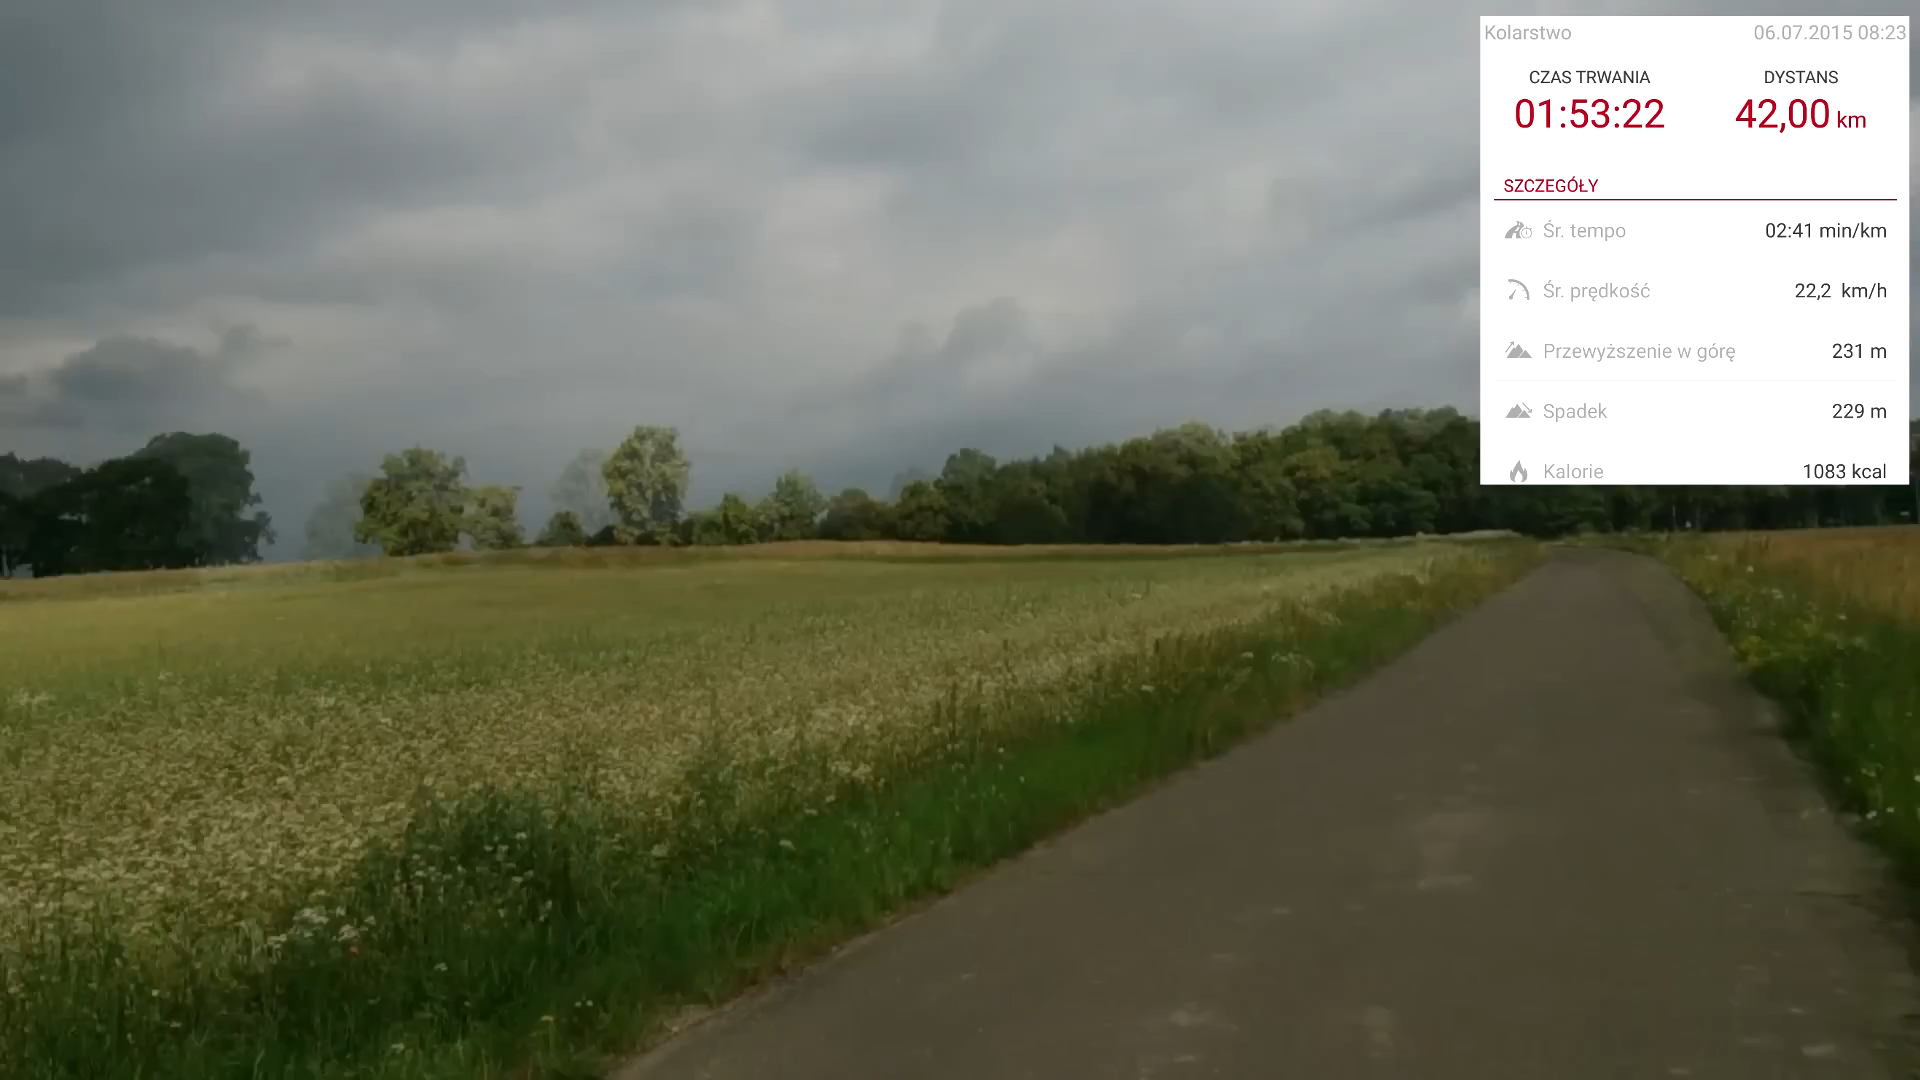 Kolarstwo 06.07.2015 08:23
CZAS TRWANIA DYSTANS
01:53:22 42,00 km
SZCZEGÓŁY
Śr. tempo 02:41 min/km
Śr. prędkość 22,2 km/h
Przewyższenie w górę 231 m
Spadek 229 m
Kalorie 1083 kcal